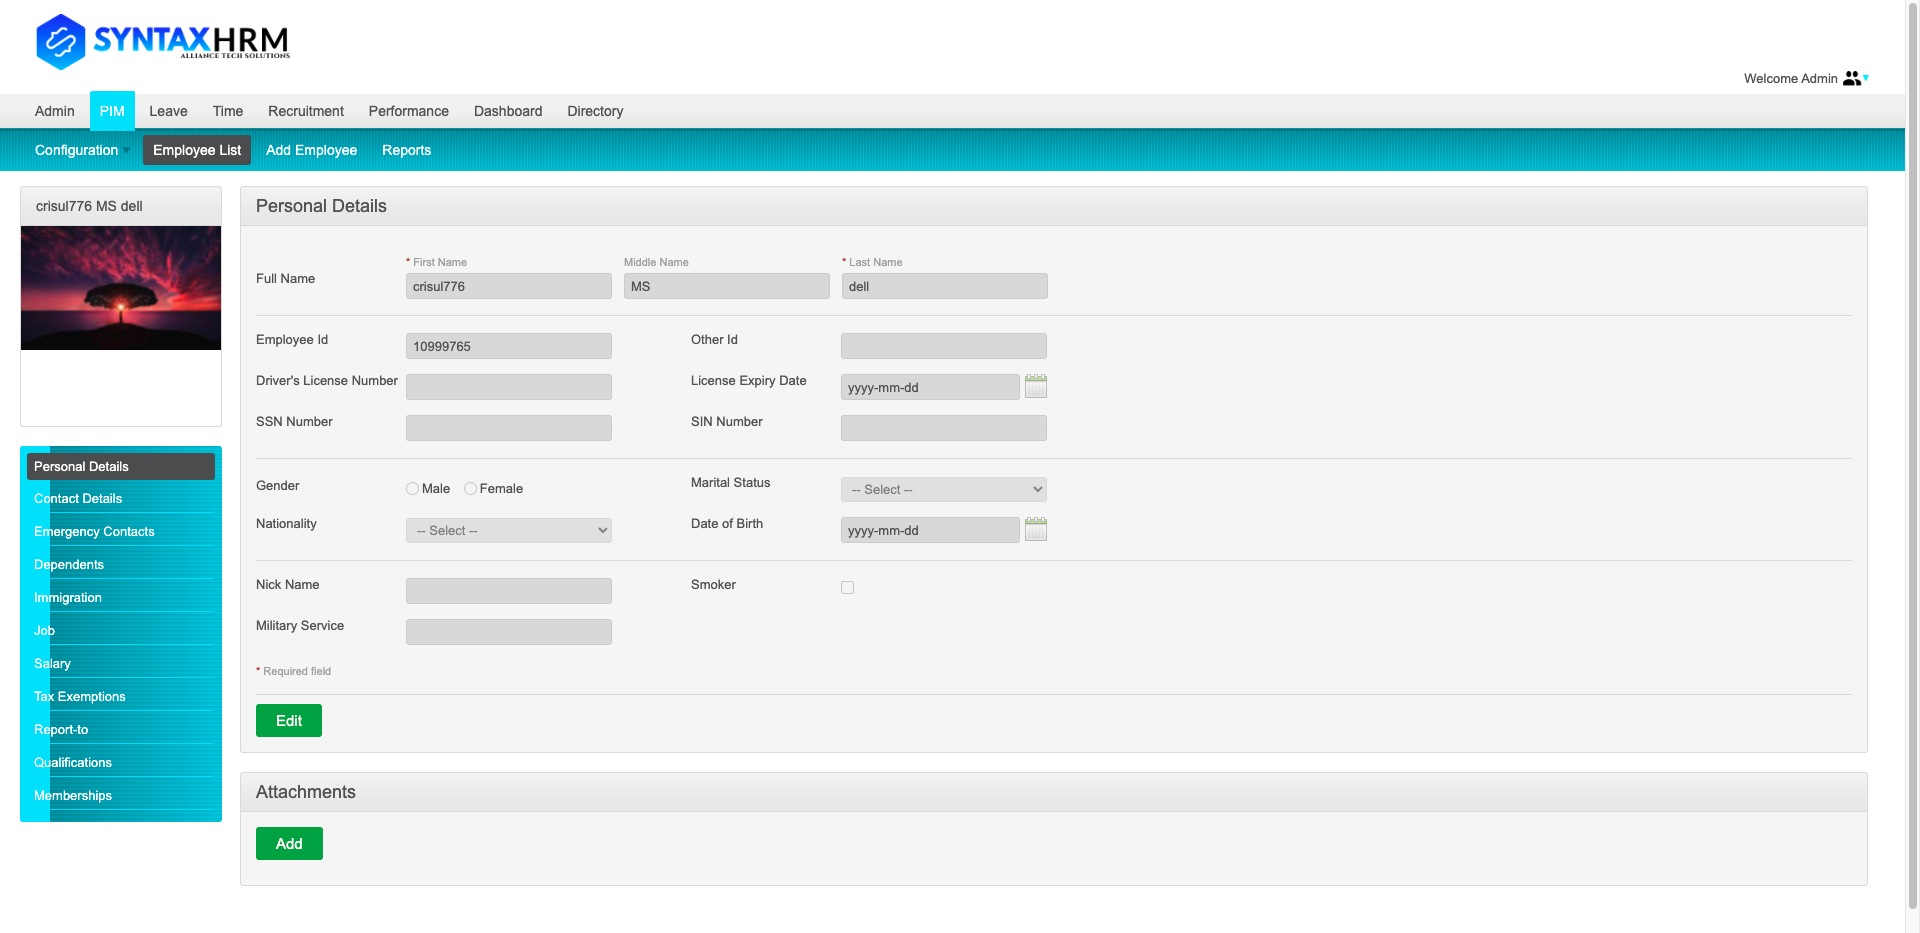 SYNTAXHRM
ALLIANCE TECH SOLUTIONS
Welcome Admin
Admin PIM Leave Time Recruitment Performance Dashboard Directory
Configuration Employee List Add Employee Reports
crisul776 MS dell
Personal Details
Contact Details
Emergency Contacts
Dependents
Immigration
Job
Salary
Tax Exemptions
Report-to
Qualifications
Memberships
Personal Details
* First Name Middle Name * Last Name
Full Name crisul776 MS dell
Employee Id 10999765 Other Id
Driver's License Number License Expiry Date yyyy-mm-dd
SSN Number SIN Number
Gender Male Female Marital Status -- Select --
Nationality -- Select -- Date of Birth yyyy-mm-dd
Nick Name Smoker
Military Service
* Required field
Edit
Attachments
Add